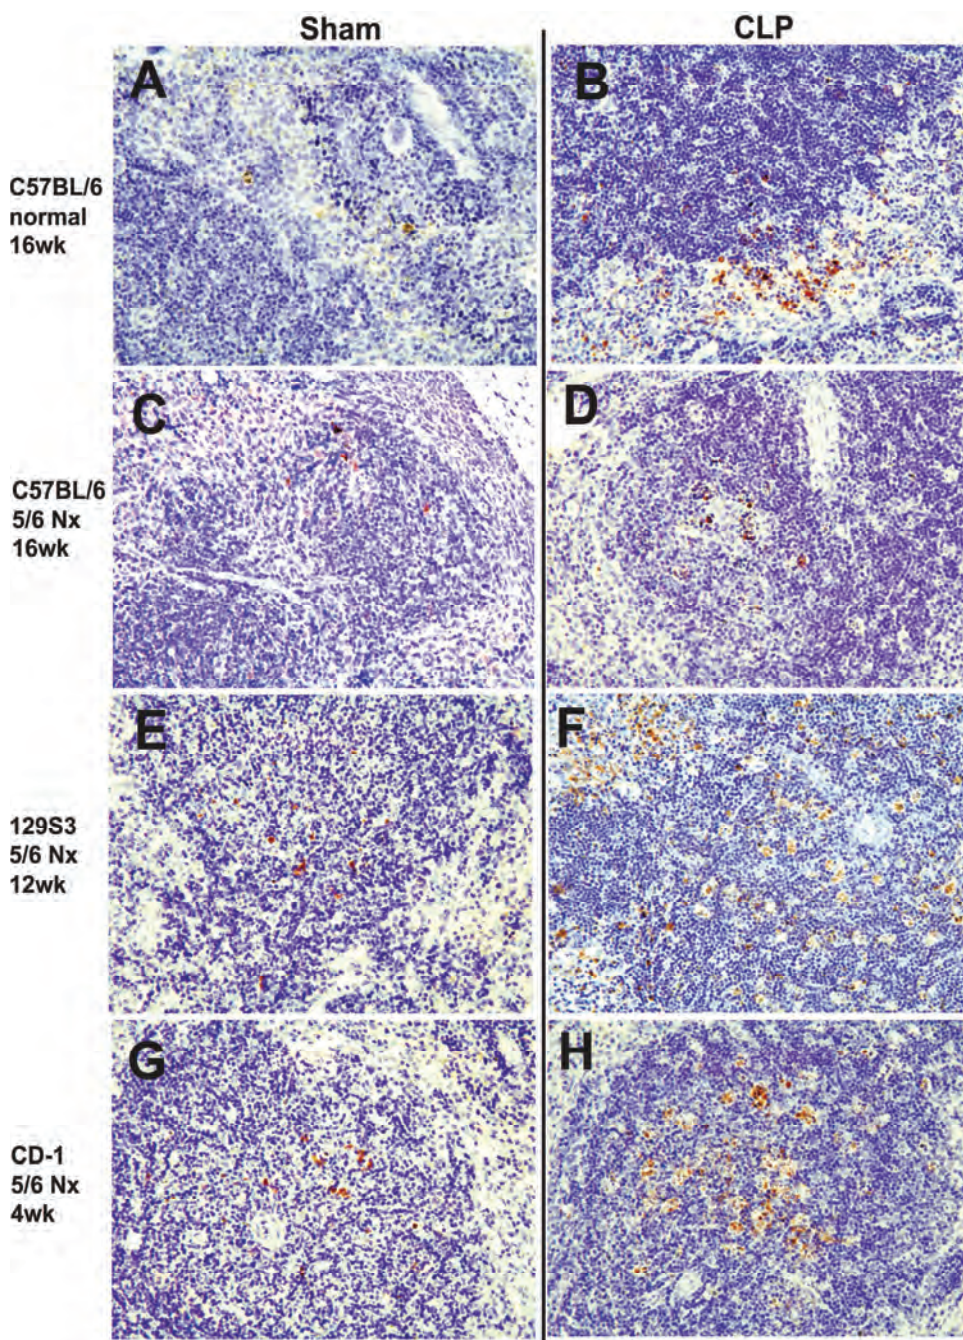 Sham
CLP
A
B
C57BL/6
normal
16wk
C
D
C57BL/6
5/6 Nx
16wk
E
F
129S3
5/6 Nx
12wk
G
H
CD-1
5/6 Nx
4wk